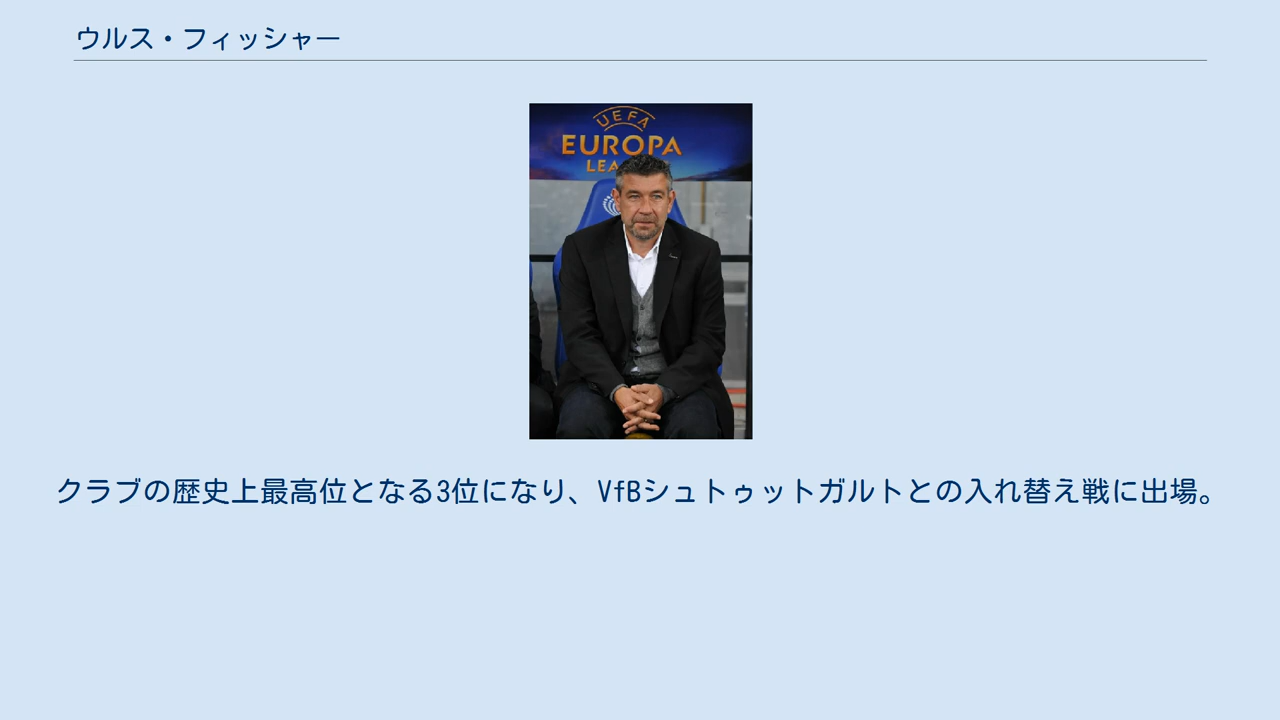 ウルス・フィッシャー
UEFA
EUROPA
クラブの歴史上最高位となる3位になり、VfBシュトゥットガルトとの入れ替え戦に出場。